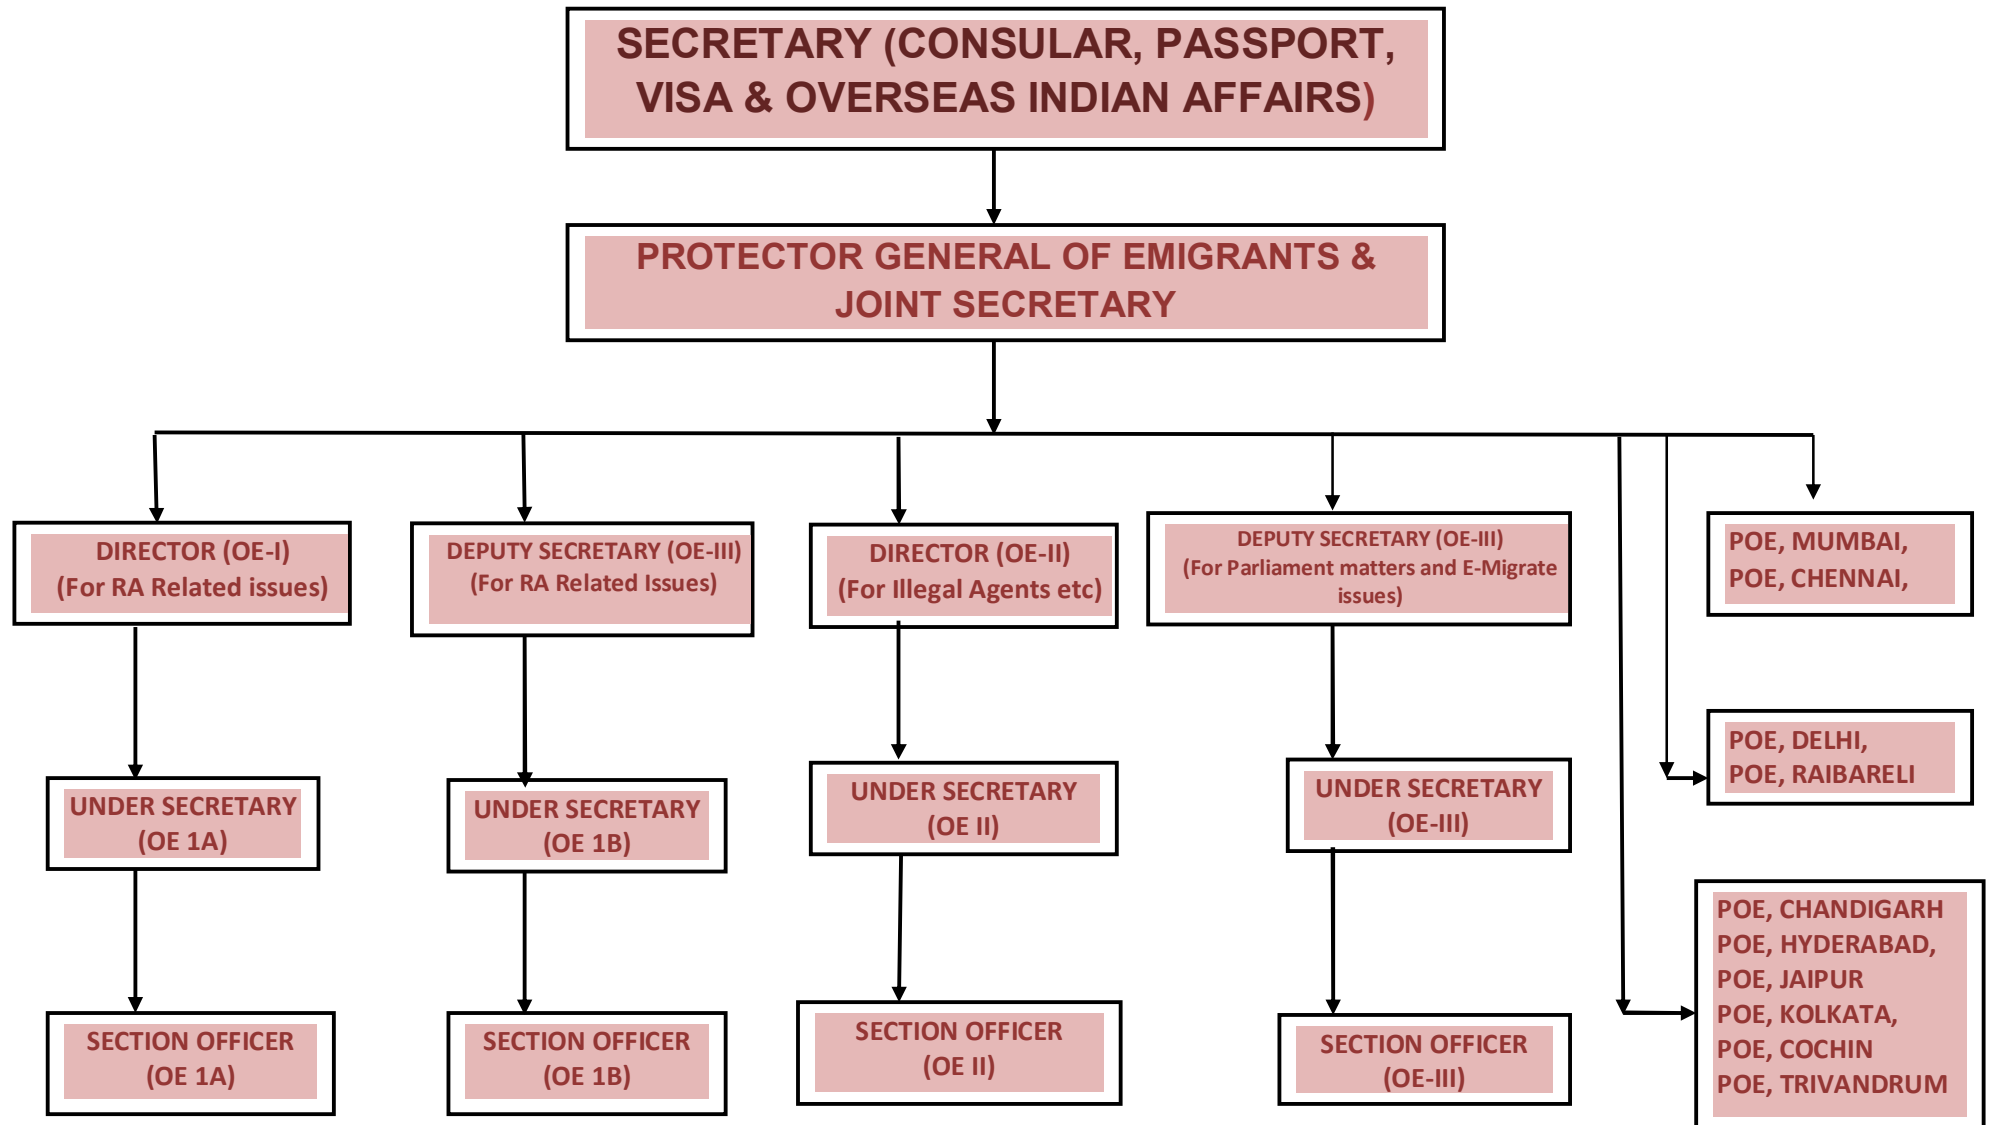 SECRETARY (CONSULAR, PASSPORT,
VISA & OVERSEAS INDIAN AFFAIRS)
PROTECTOR GENERAL OF EMIGRANTS &
JOINT SECRETARY
DIRECTOR (OE-I)
(For RA Related issues)
DEPUTY SECRETARY (OE-III)
(For RA Related Issues)
DIRECTOR (OE-II)
(For Illegal Agents etc)
DEPUTY SECRETARY (OE-III)
(For Parliament matters and E-Migrate
issues)
POE, MUMBAI,
POE, CHENNAI,
POE, DELHI,
POE, RAIBARELI
UNDER SECRETARY
(OE 1A)
UNDER SECRETARY
(OE 1B)
UNDER SECRETARY
(OE II)
UNDER SECRETARY
(OE-III)
POE, CHANDIGARH
POE, HYDERABAD,
POE, JAIPUR
POE, KOLKATA,
POE, COCHIN
POE, TRIVANDRUM
SECTION OFFICER
(OE 1A)
SECTION OFFICER
(OE 1B)
SECTION OFFICER
(OE II)
SECTION OFFICER
(OE-III)